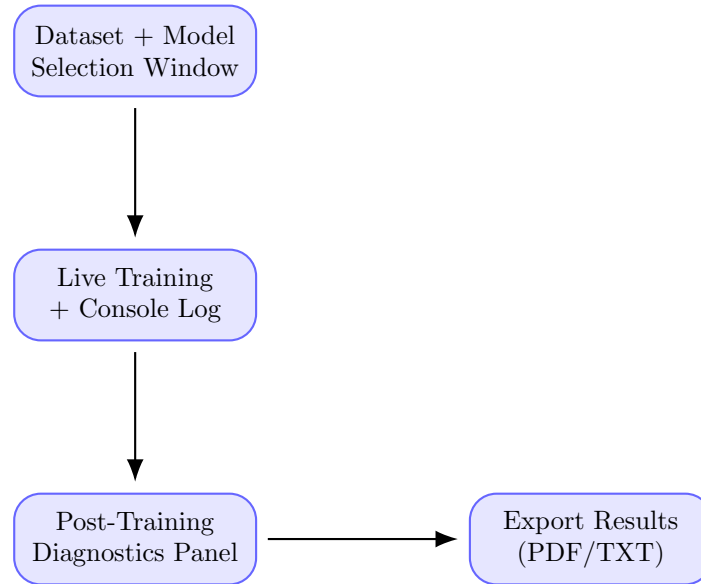 Dataset + Model
Selection Window
Live Training
+ Console Log
Post-Training
Diagnostics Panel
Export Results
(PDF/TXT)